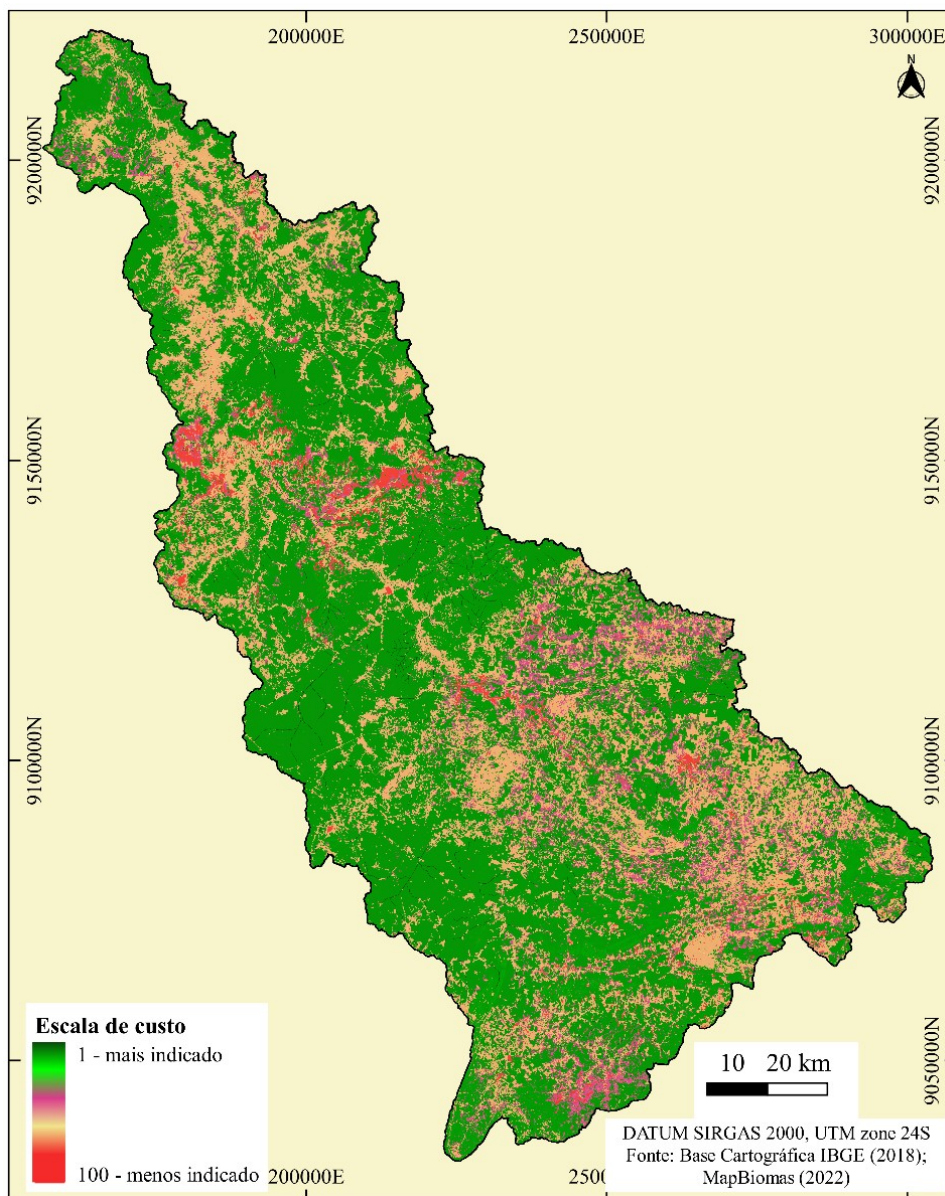 200000E 250000E 300000E
N
9200000N 9200000N
9150000N 9150000N
9100000N 9100000N
9050000N
Escala de custo
1 - mais indicado
100 - menos indicado
10 20 km
DATUM SIRGAS 2000, UTM zone 24S
Fonte: Base Cartográfica IBGE (2018);
MapBiomas (2022)
200000E 250000E